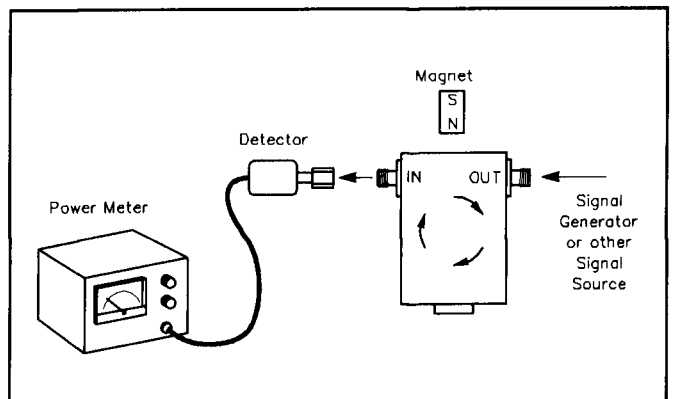 Magnet
S
N
Detector
IN
OUT
Power Meter
Signal
Generator
or other
Signal
Source